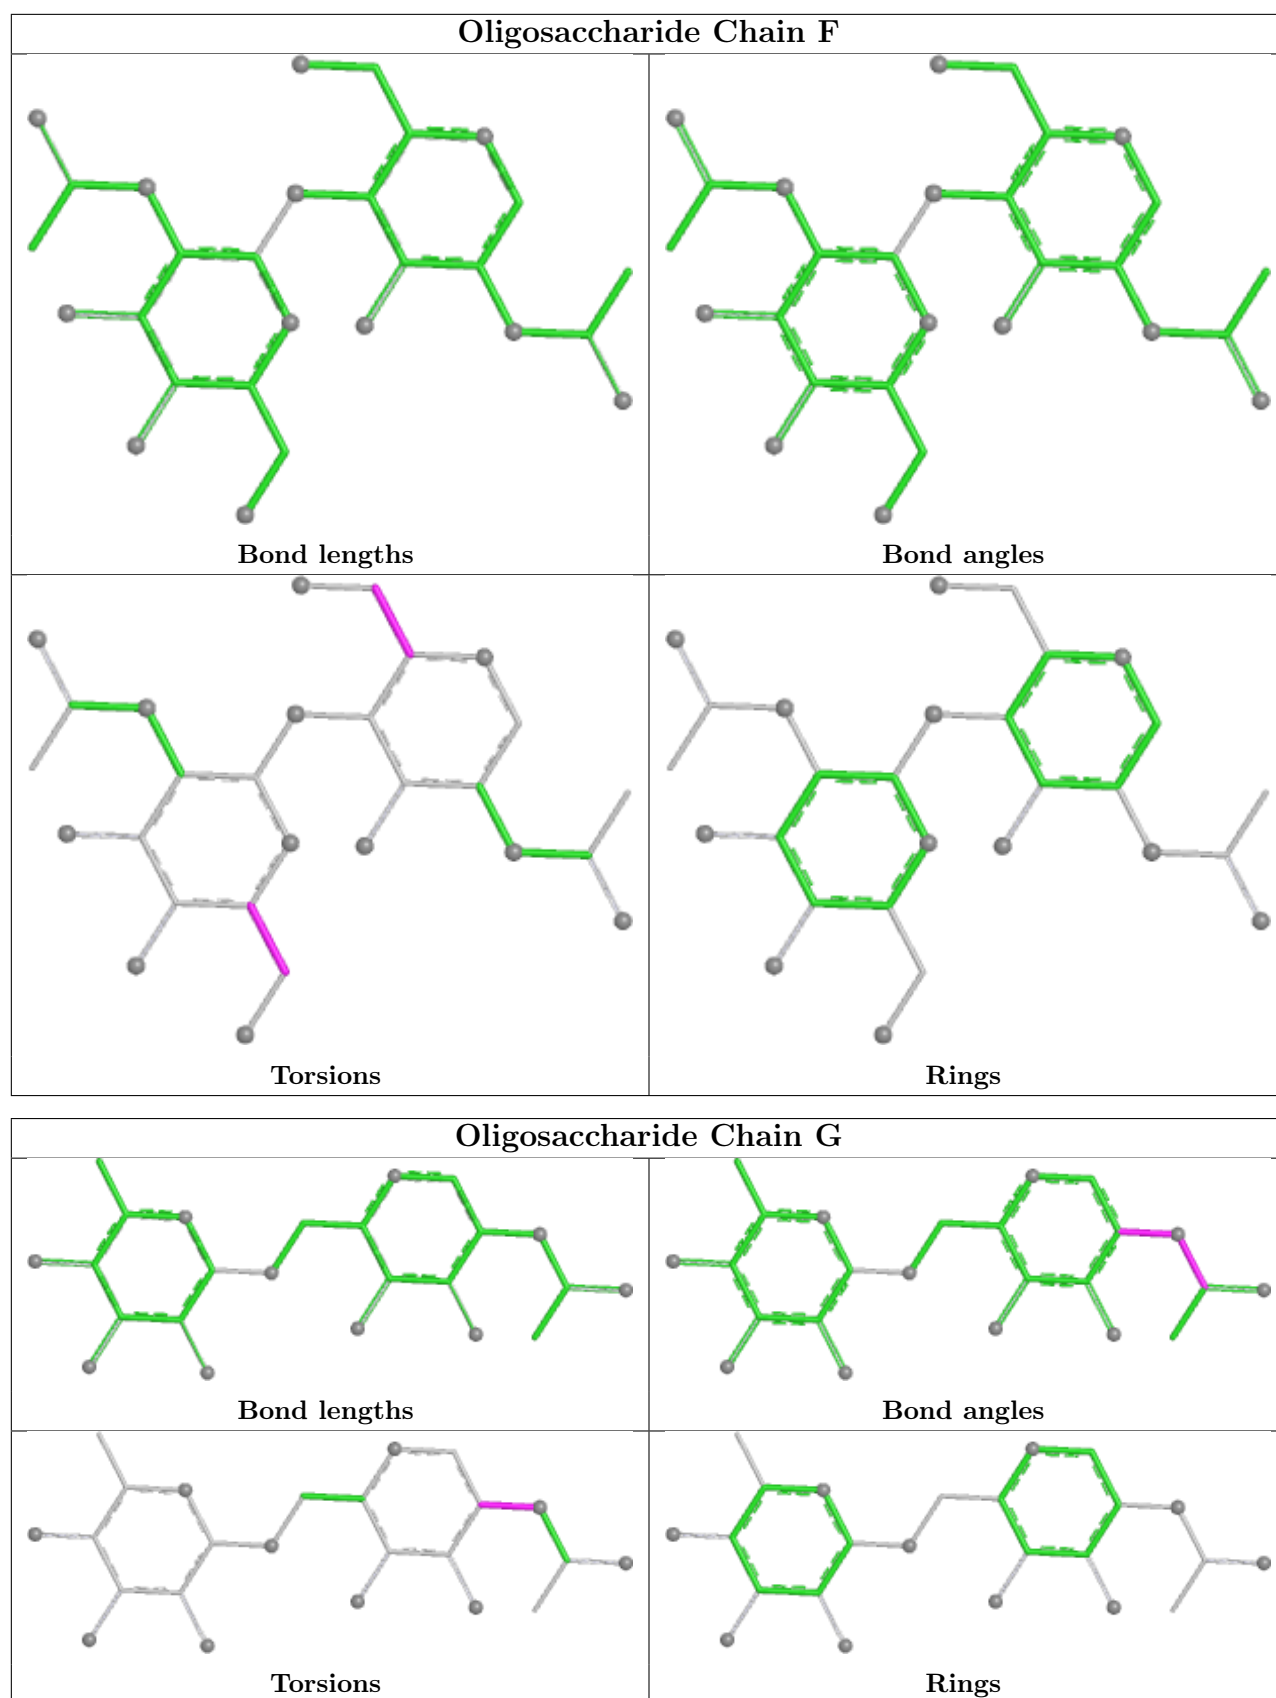 Oligosaccharide Chain F
Bond lengths
Bond angles
Torsions
Rings
Oligosaccharide Chain G
Bond lengths
Bond angles
Torsions
Rings